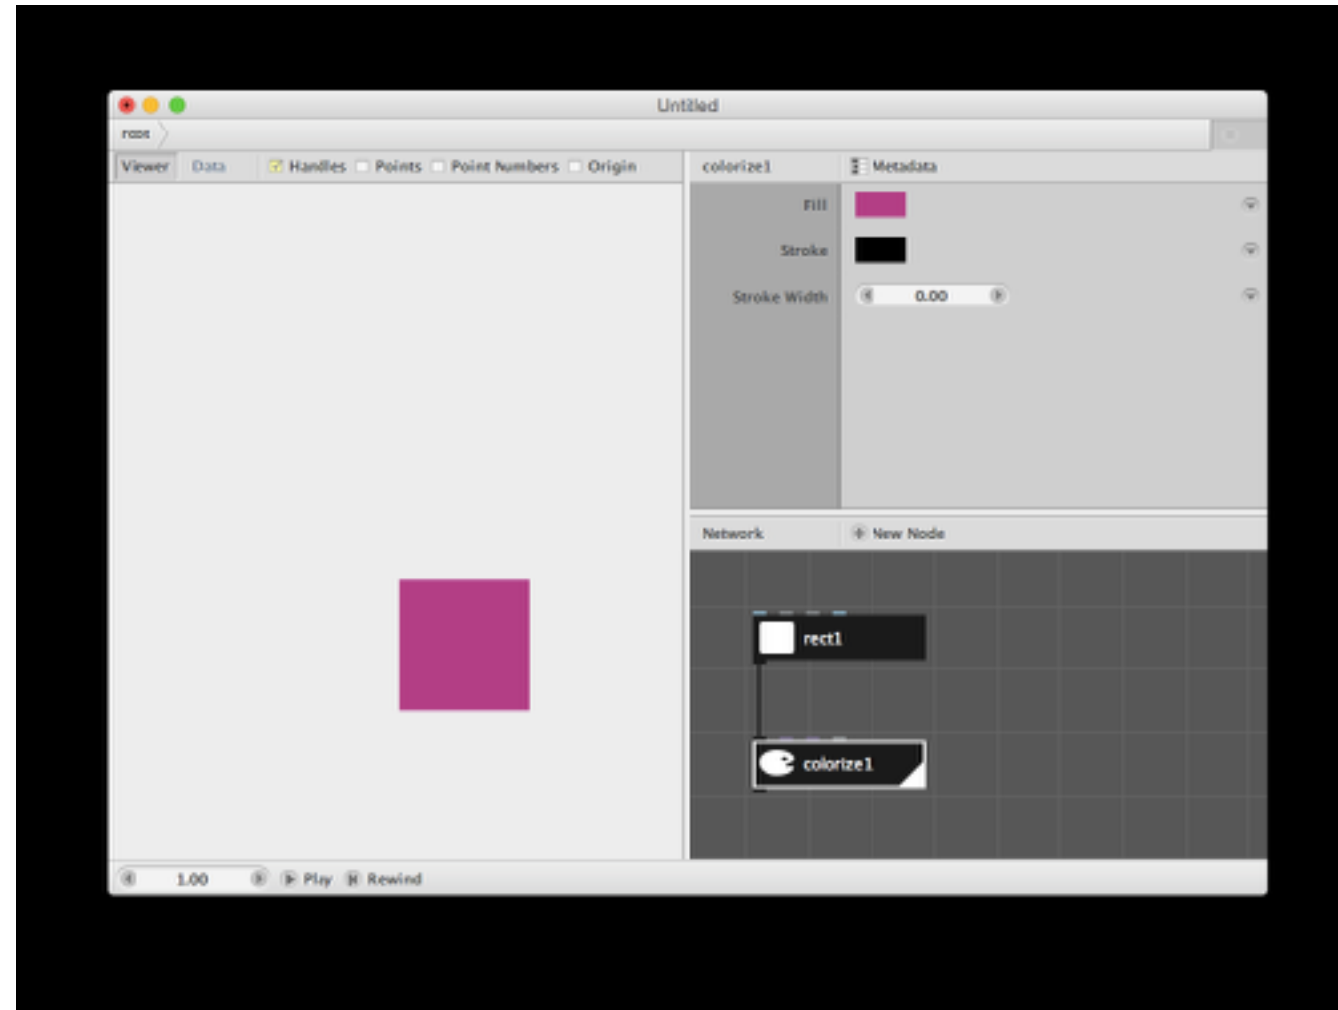 Untitled
root
Viewer Data Handles Points Point Numbers Origin
colorize1 Metadata
Fill
Stroke
Stroke Width 0.00
Network New Node
rect1
colorize1
1.00 Play Rewind